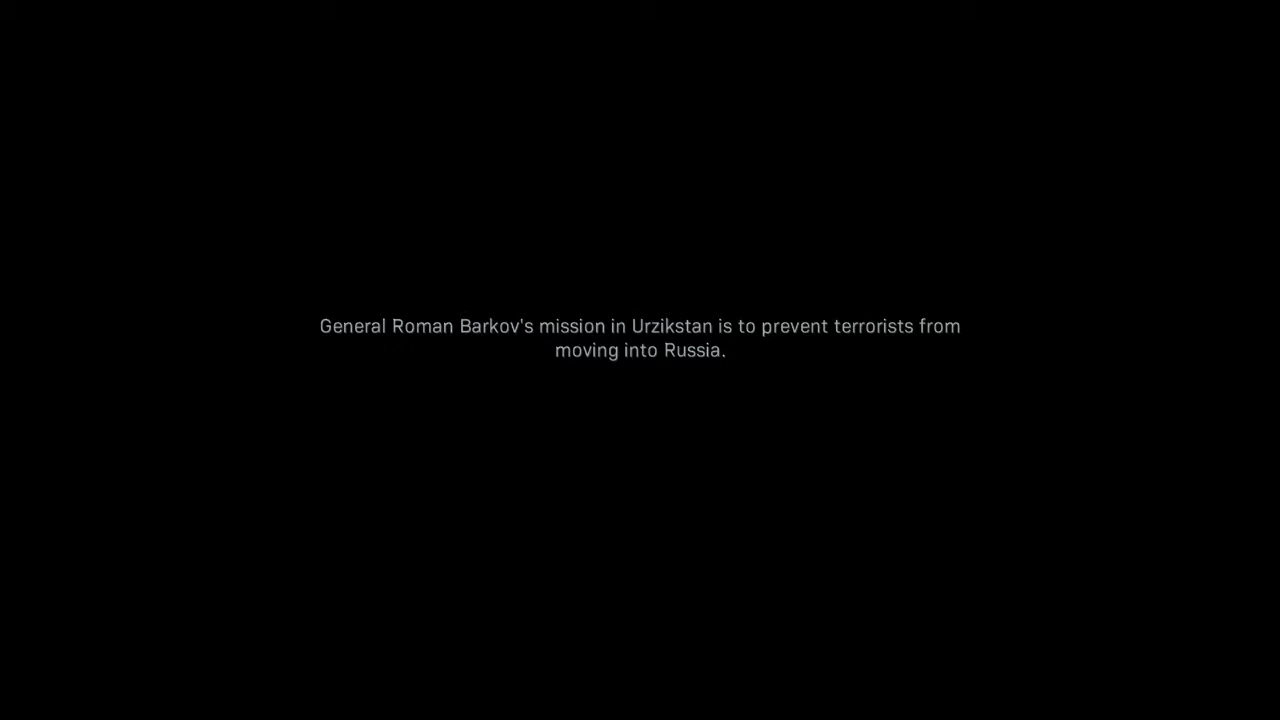 General Roman Barkov's mission in Urzikstan is to prevent terrorists from
moving into Russia.